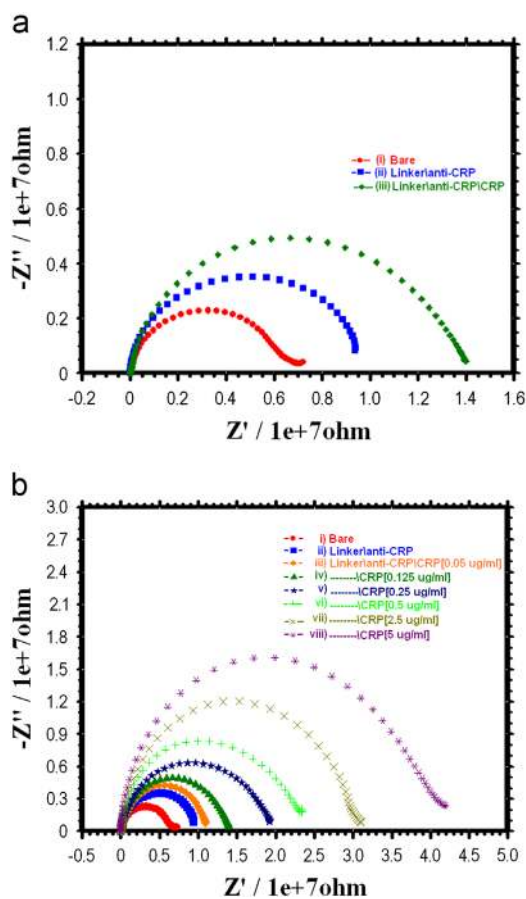 a
1.2
1.0
0.8
0.6
0.4
0.2
0
-0.2 0 0.2 0.4 0.6 0.8 1.0 1.2 1.4 1.6
-Z'' / 1e+7ohm
Z' / 1e+7ohm
(i) Bare
(ii) Linker\anti-CRP
(iii) Linker\anti-CRP\CRP
b
3.0
2.7
2.4
2.1
1.8
1.5
1.2
0.9
0.6
0.3
0
-0.5 0 0.5 1.0 1.5 2.0 2.5 3.0 3.5 4.0 4.5 5.0
-Z'' / 1e+7ohm
Z' / 1e+7ohm
i) Bare
ii) Linker\anti-CRP
iii) Linker\anti-CRP\CRP[0.05 ug/ml]
iv) --------\CRP[0.125 ug/ml]
v) --------\CRP[0.25 ug/ml]
vi) --------\CRP[0.5 ug/ml]
vii) --------\CRP[2.5 ug/ml]
viii) --------\CRP[5 ug/ml]